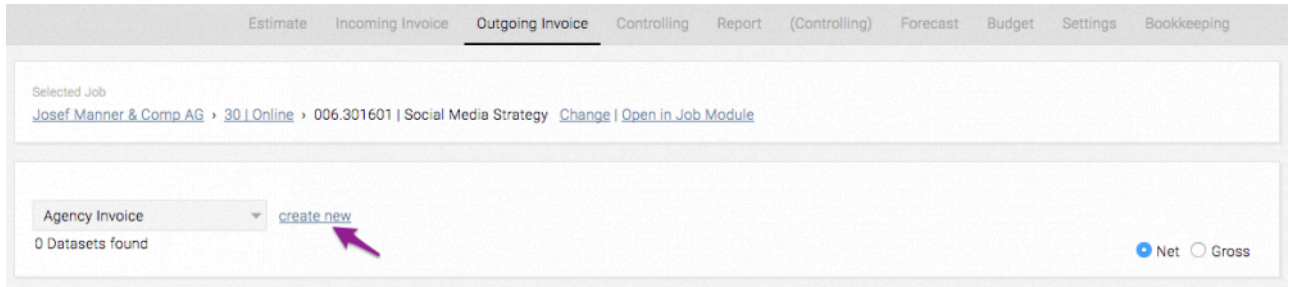 Estimate Incoming Invoice Outgoing Invoice Controlling Report (Controlling) Forecast Budget Settings Bookkeeping
Selected Job
Josef Manner & Comp AG › 30 | Online › 006.301601 | Social Media Strategy Change | Open in Job Module
Agency Invoice create new
0 Datasets found
Net Gross